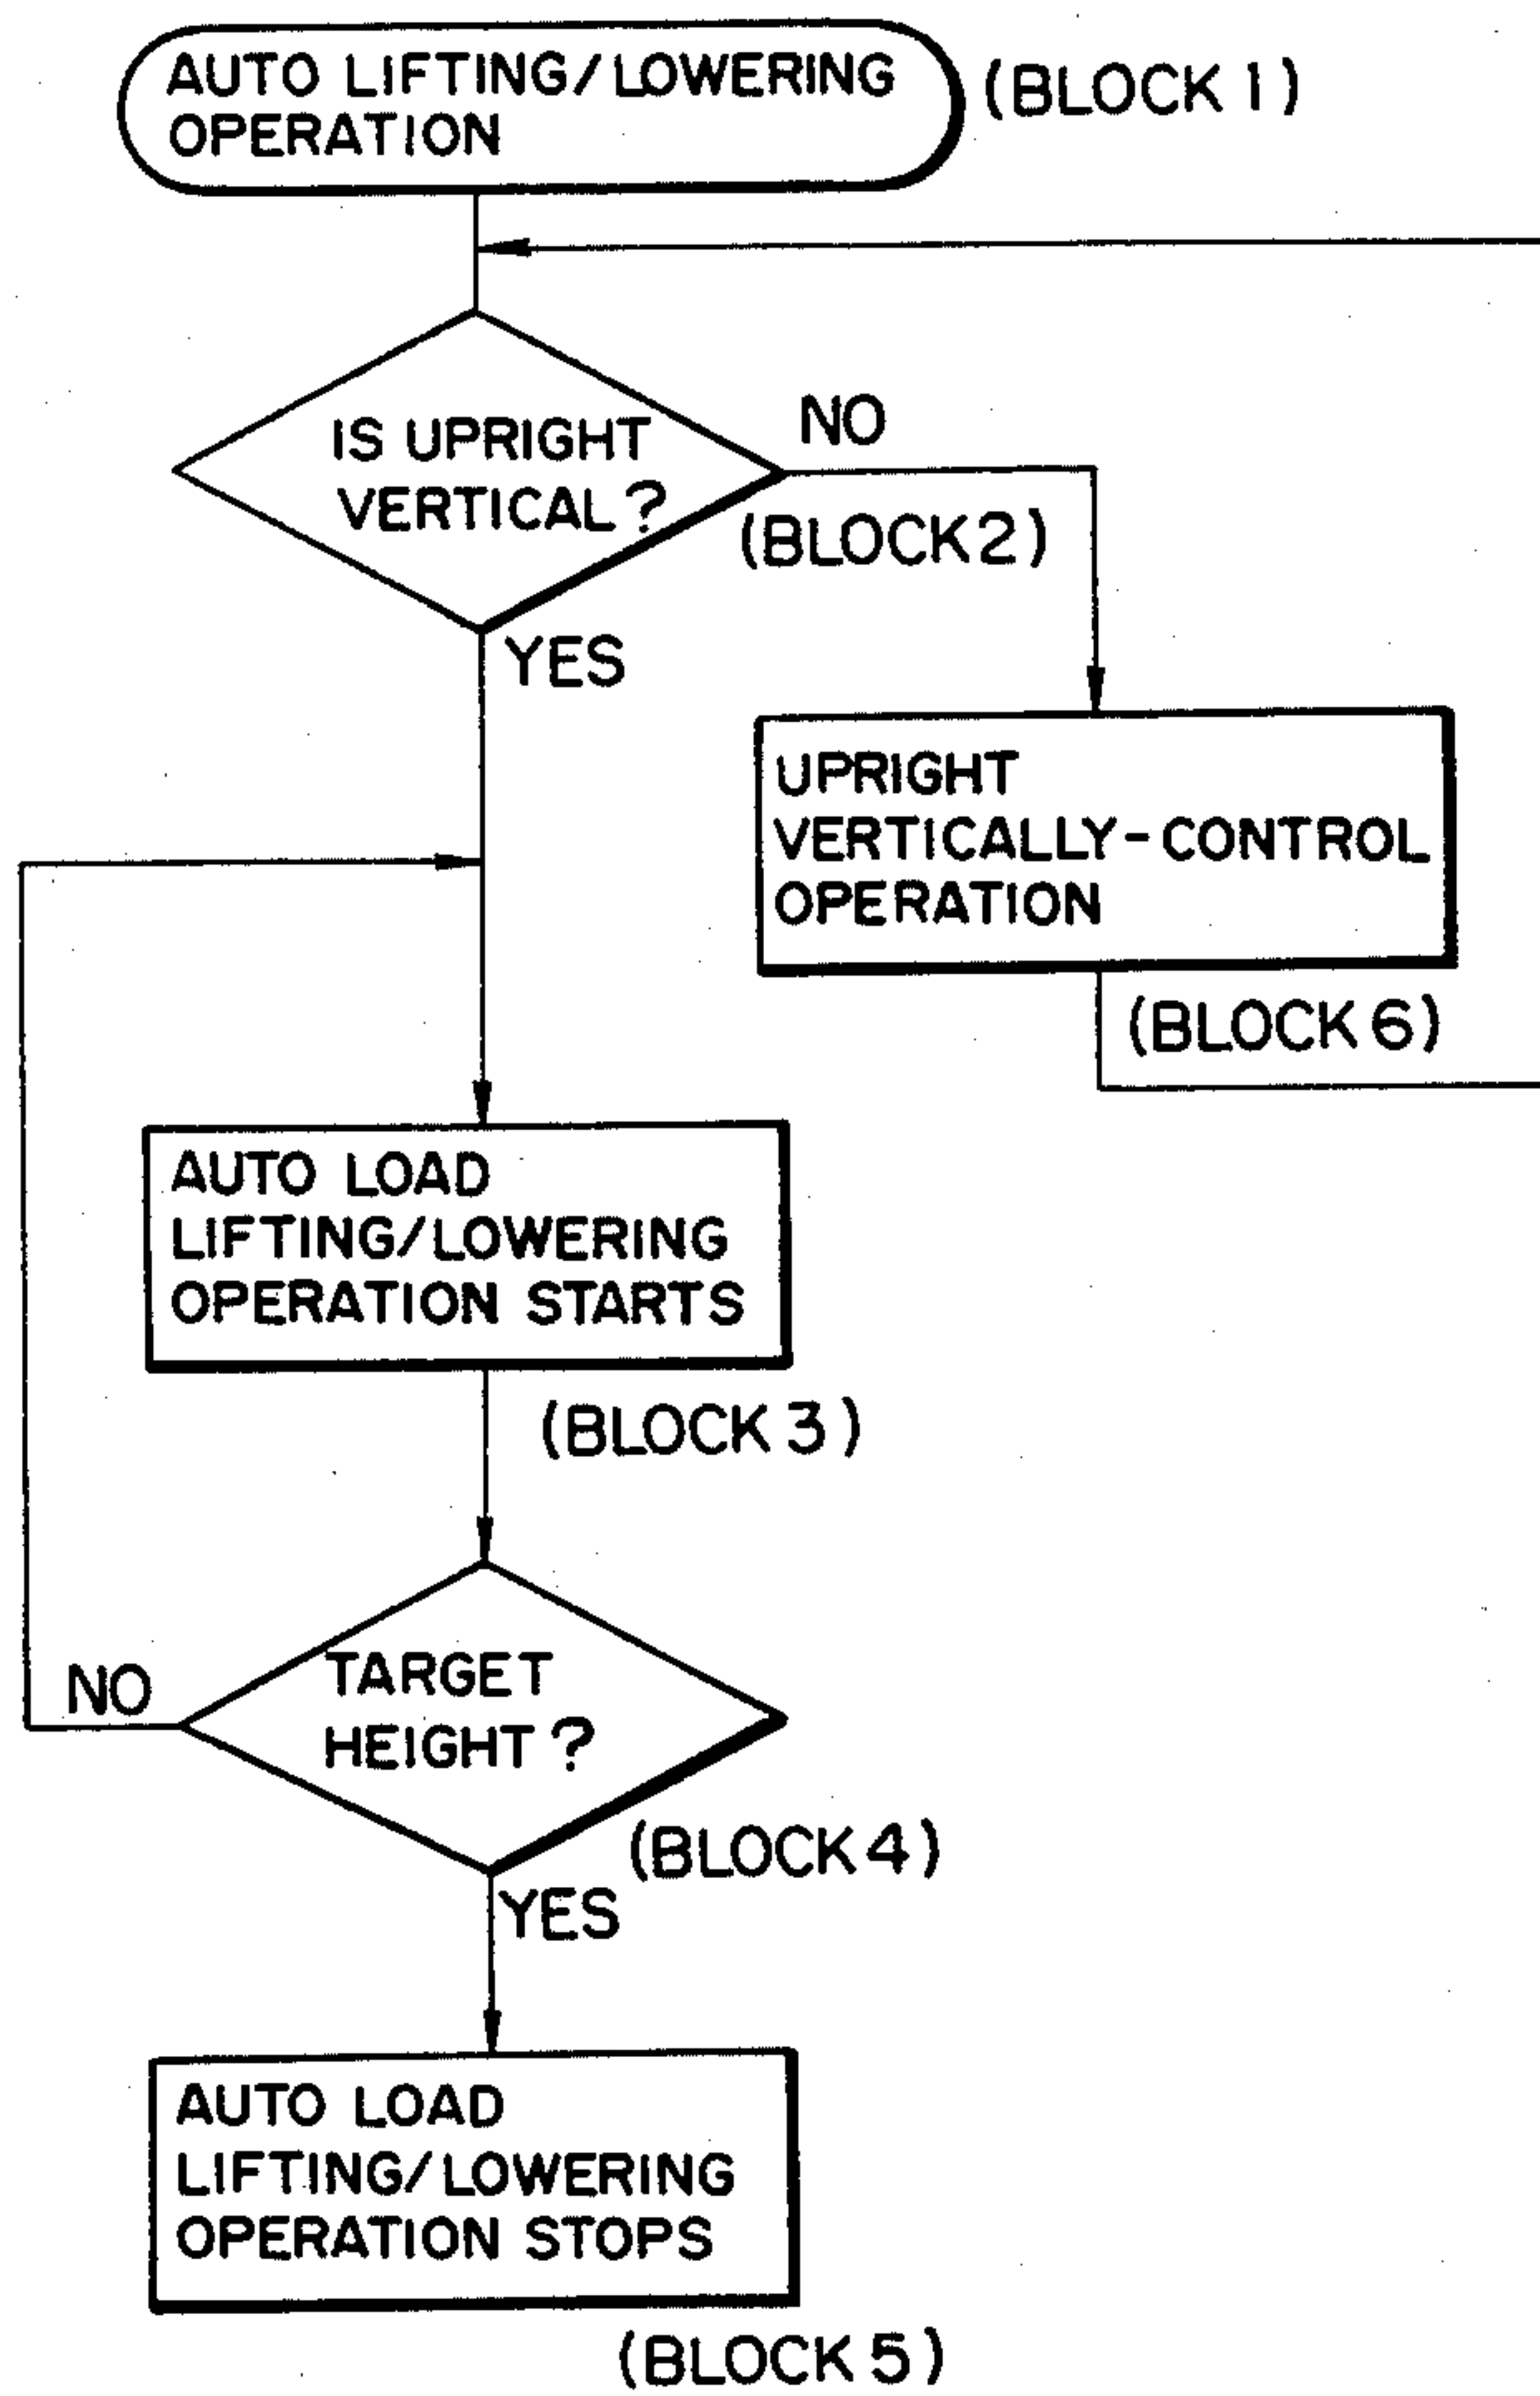 AUTO LIFTING/LOWERING
OPERATION
(BLOCK 1)
IS UPRIGHT
VERTICAL?
NO
(BLOCK2)
YES
UPRIGHT
VERTICALLY-CONTROL
OPERATION
(BLOCK 6)
AUTO LOAD
LIFTING/LOWERING
OPERATION STARTS
(BLOCK 3)
TARGET
HEIGHT?
NO
(BLOCK 4)
YES
AUTO LOAD
LIFTING/LOWERING
OPERATION STOPS
(BLOCK 5)